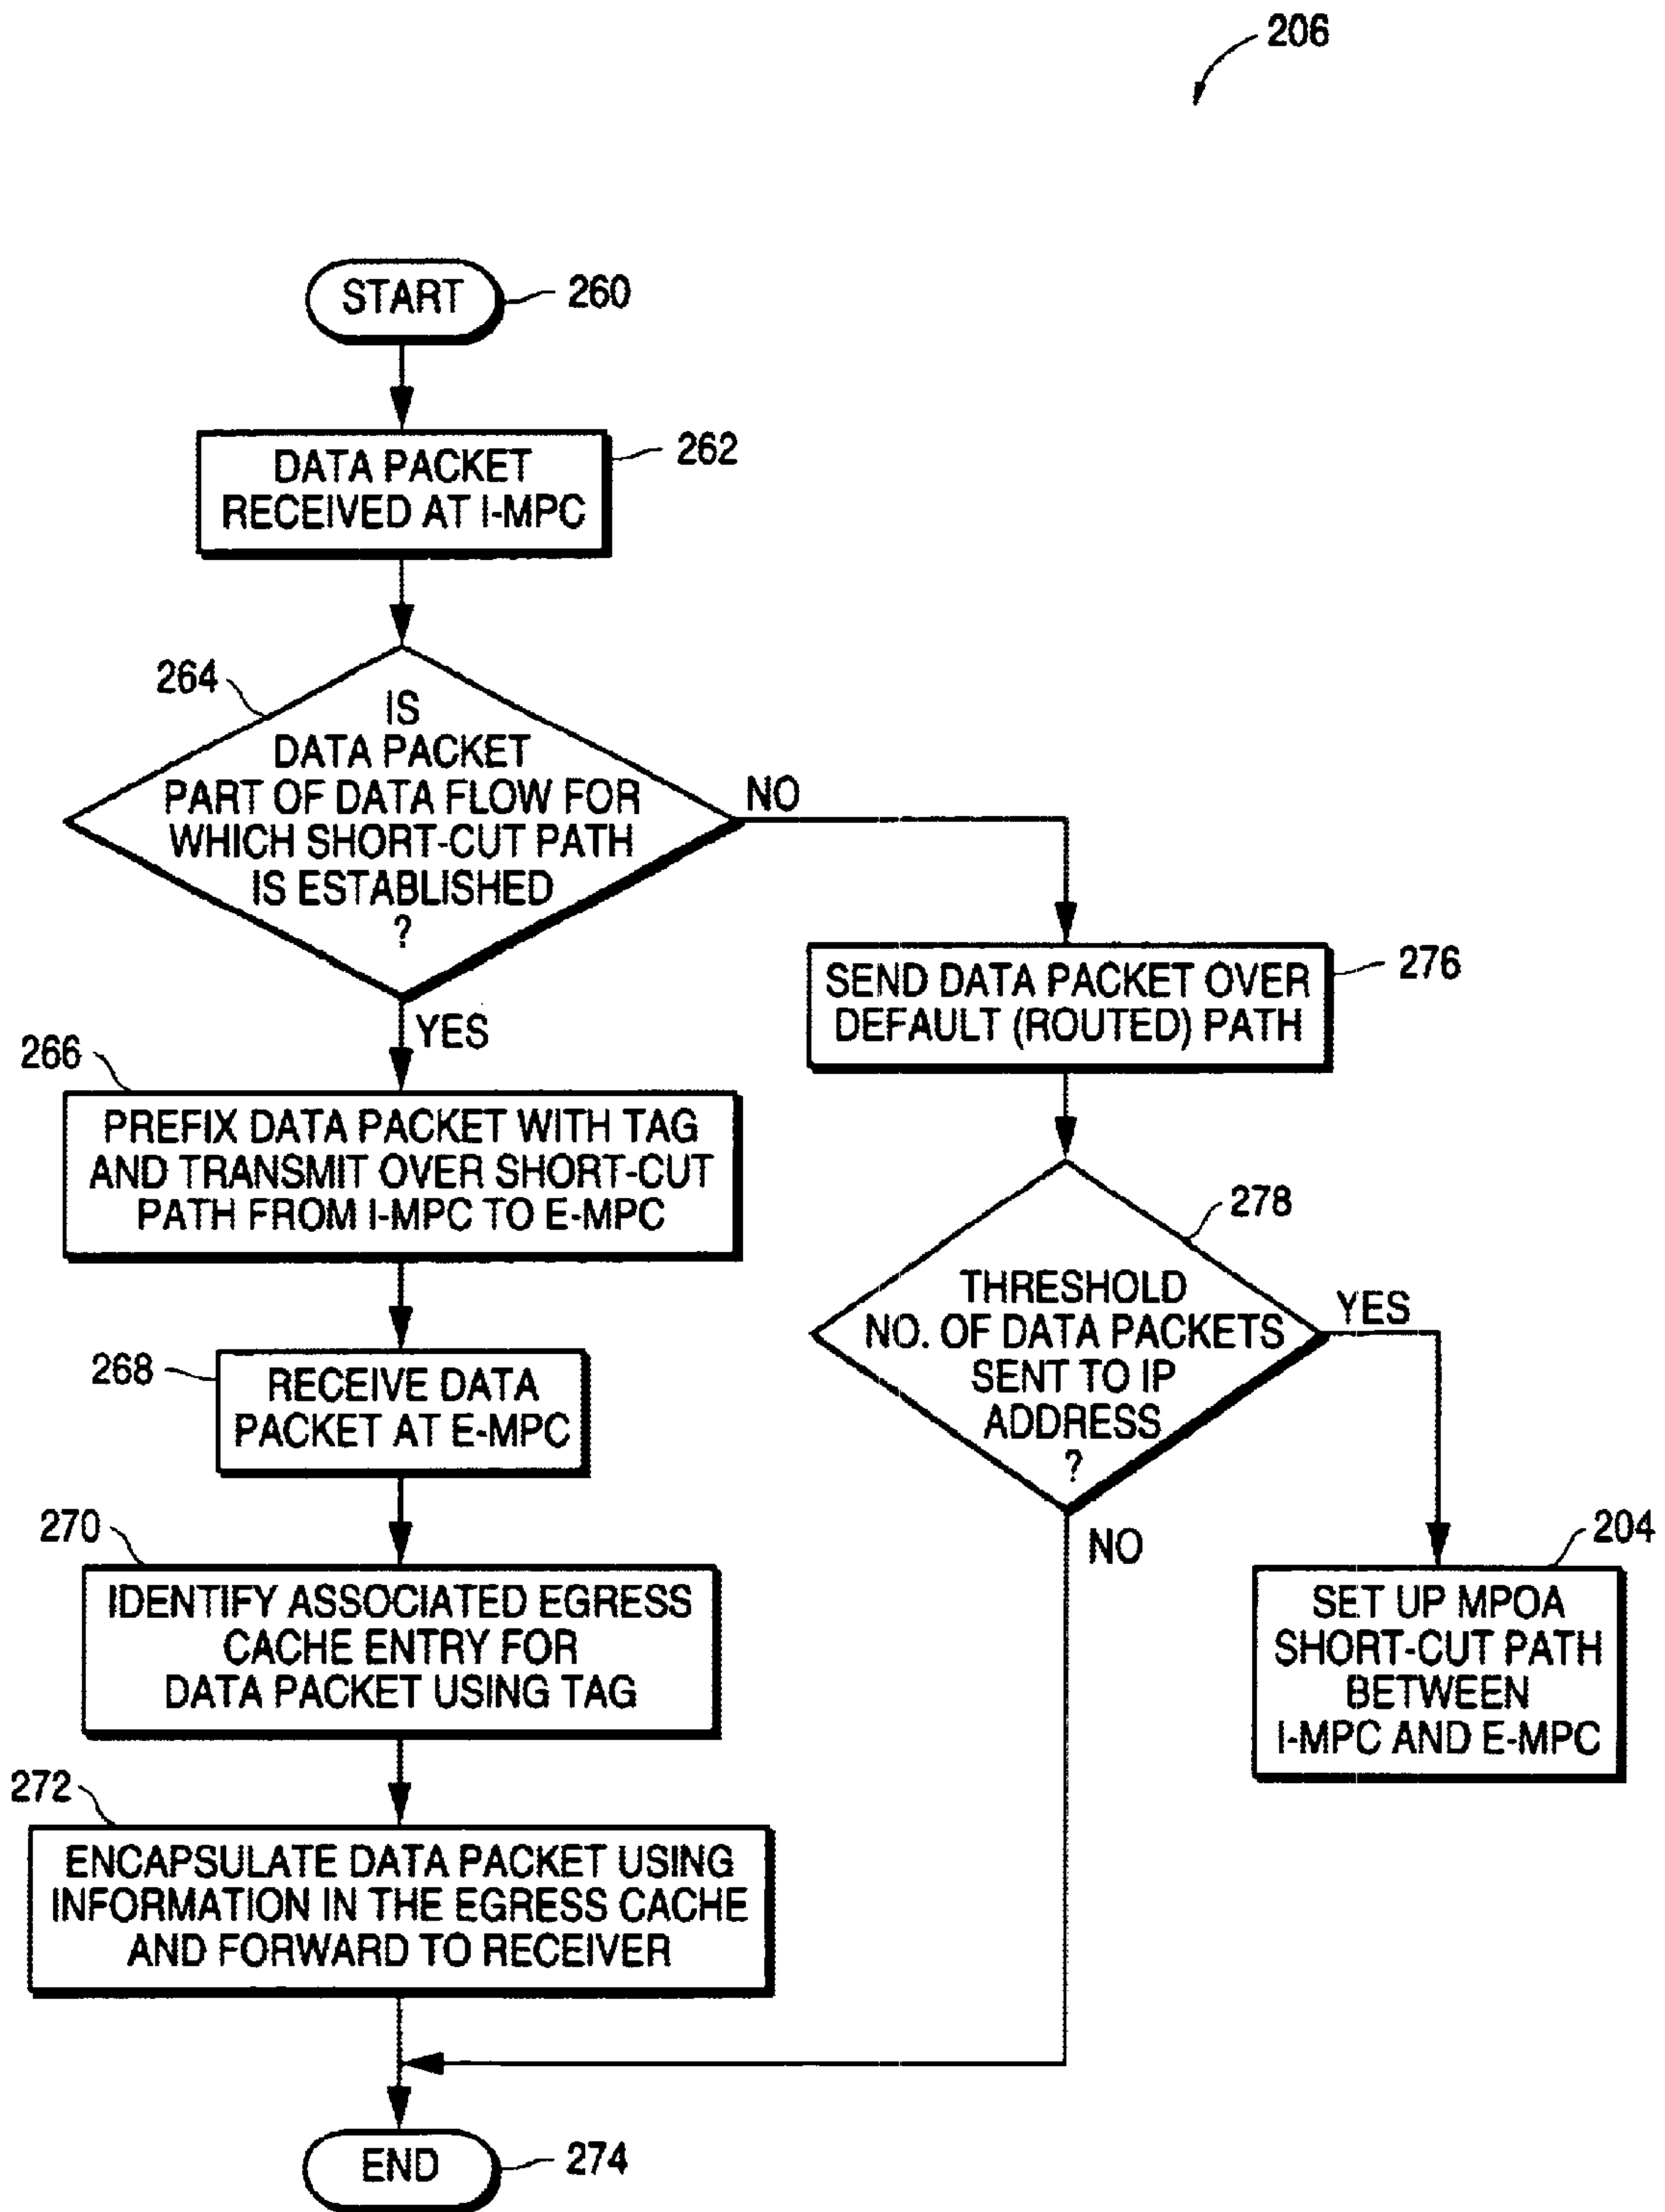 206
START
260
DATA PACKET
RECEIVED AT I-MPC
262
264
IS
DATA PACKET
PART OF DATA FLOW FOR
WHICH SHORT-CUT PATH
IS ESTABLISHED
?
NO
YES
266
PREFIX DATA PACKET WITH TAG
AND TRANSMIT OVER SHORT-CUT
PATH FROM I-MPC TO E-MPC
268
RECEIVE DATA
PACKET AT E-MPC
270
IDENTIFY ASSOCIATED EGRESS
CACHE ENTRY FOR
DATA PACKET USING TAG
272
ENCAPSULATE DATA PACKET USING
INFORMATION IN THE EGRESS CACHE
AND FORWARD TO RECEIVER
SEND DATA PACKET OVER
DEFAULT (ROUTED) PATH
276
278
THRESHOLD
NO. OF DATA PACKETS
SENT TO IP
ADDRESS
?
YES
NO
204
SET UP MPOA
SHORT-CUT PATH
BETWEEN
I-MPC AND E-MPC
END
274